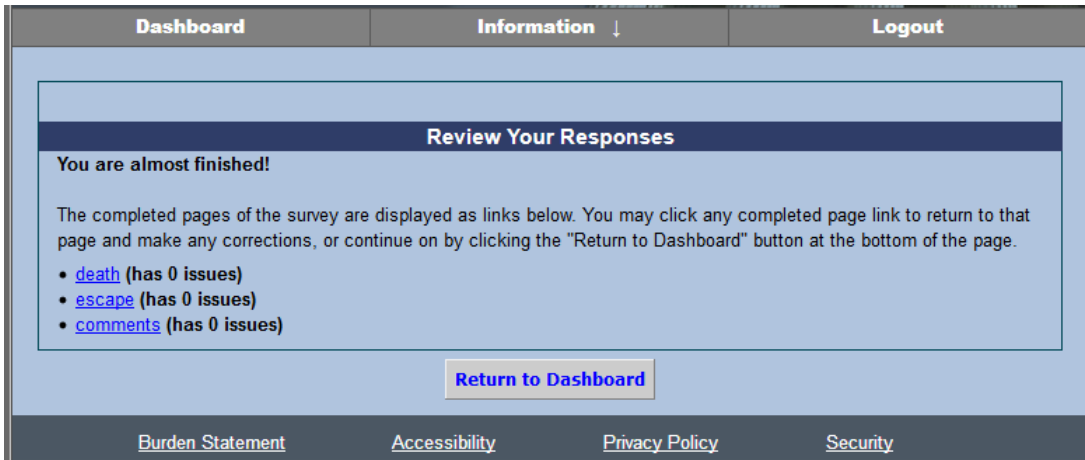 Dashboard Information ↓ Logout
Review Your Responses
You are almost finished!
The completed pages of the survey are displayed as links below. You may click any completed page link to return to that
page and make any corrections, or continue on by clicking the "Return to Dashboard" button at the bottom of the page.
• death (has 0 issues)
• escape (has 0 issues)
• comments (has 0 issues)
Return to Dashboard
Burden Statement Accessibility Privacy Policy Security